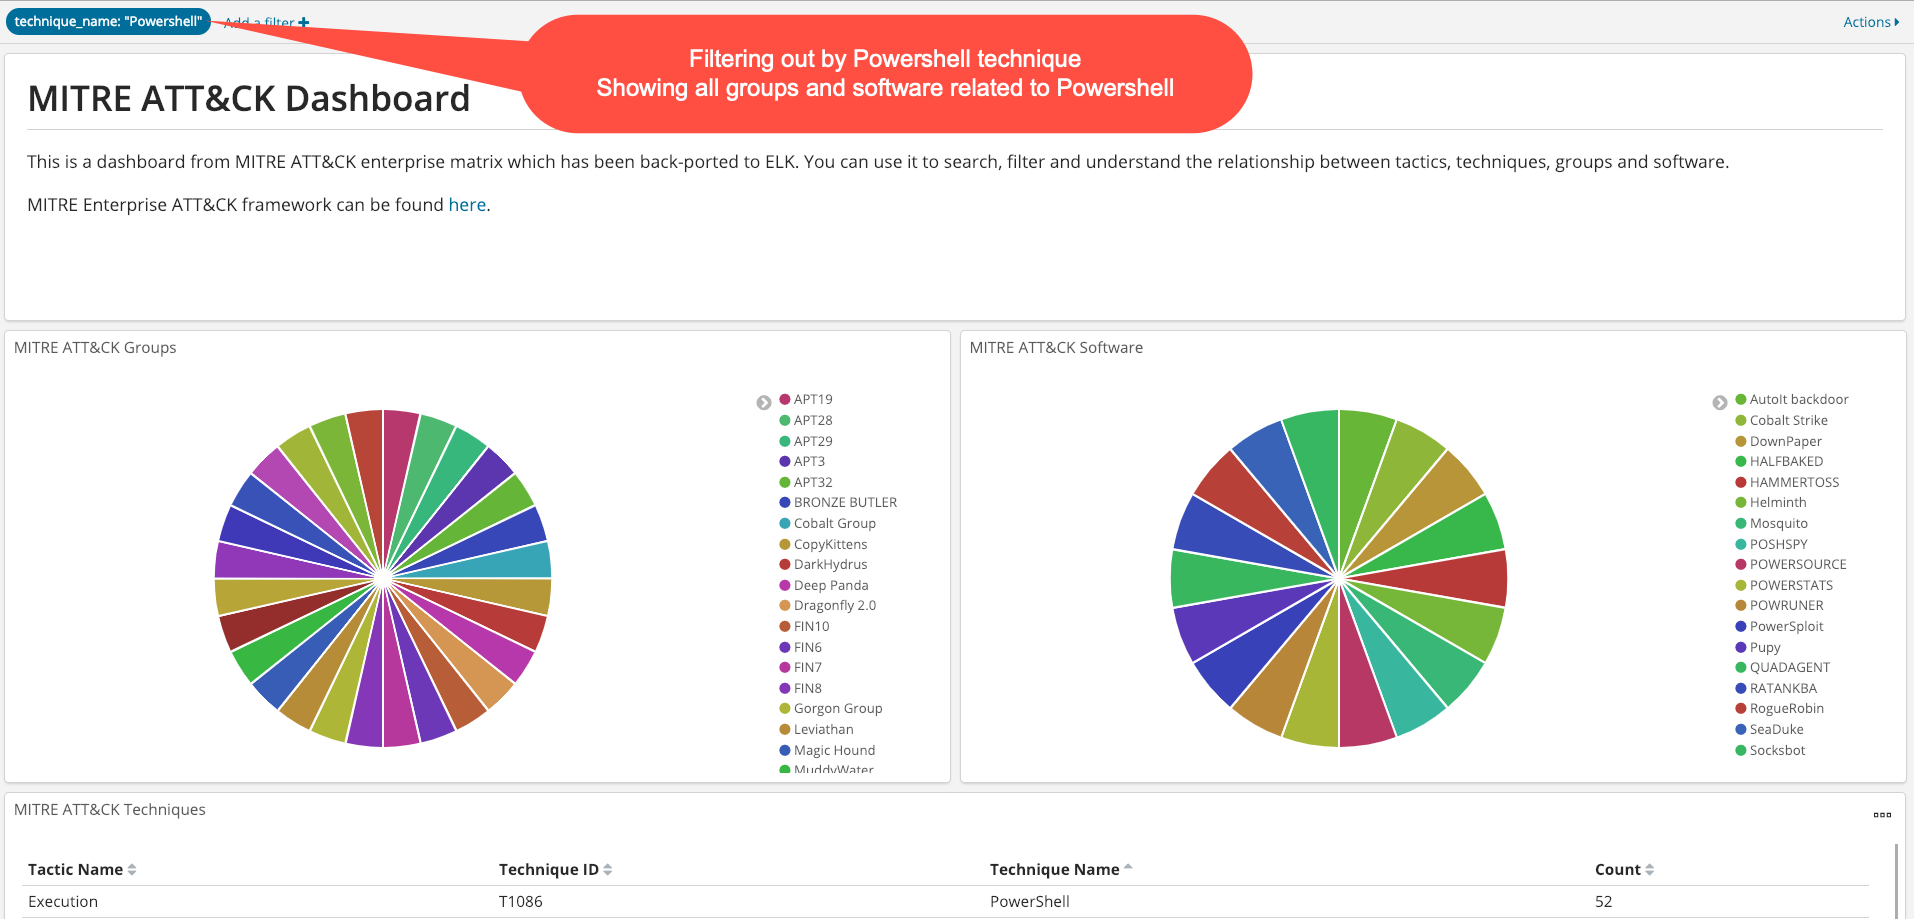 technique_name: "Powershell"
Add a filter +
Actions
Filtering out by Powershell technique
Showing all groups and software related to Powershell
MITRE ATT&CK Dashboard
This is a dashboard from MITRE ATT&CK enterprise matrix which has been back-ported to ELK. You can use it to search, filter and understand the relationship between tactics, techniques, groups and software.
MITRE Enterprise ATT&CK framework can be found here.
MITRE ATT&CK Groups
APT19
APT28
APT29
APT3
APT32
BRONZE BUTLER
Cobalt Group
CopyKittens
DarkHydrus
Deep Panda
Dragonfly 2.0
FIN10
FIN6
FIN7
FIN8
Gorgon Group
Leviathan
Magic Hound
MuddyWater
MITRE ATT&CK Software
AutoIt backdoor
Cobalt Strike
DownPaper
HALFBAKED
HAMMERTOSS
Helminth
Mosquito
POSHSPY
POWERSOURCE
POWERSTATS
POWRUNER
PowerSploit
Pupy
QUADAGENT
RATANKBA
RogueRobin
SeaDuke
Socksbot
MITRE ATT&CK Techniques
Tactic Name Technique ID Technique Name Count
Execution T1086 PowerShell 52